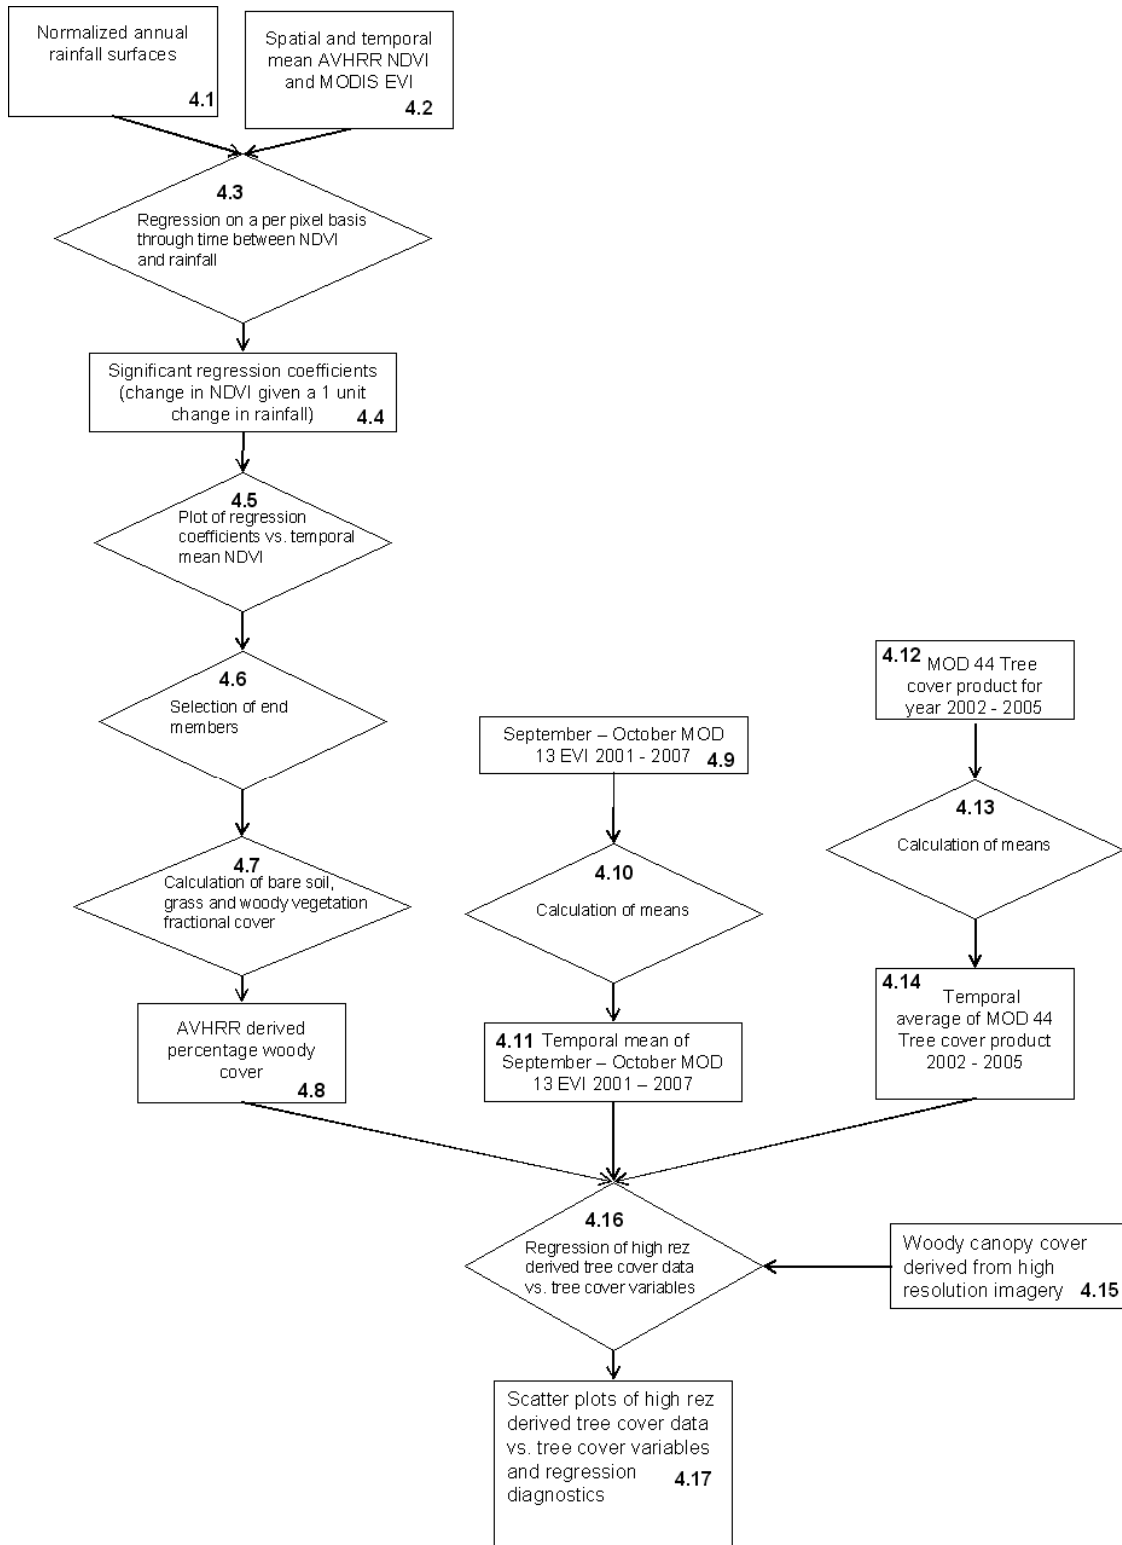 Normalized annual
rainfall surfaces
4.1
Spatial and temporal
mean AVHRR NDVI
and MODIS EVI
4.2
4.3
Regression on a per pixel basis
through time between NDVI
and rainfall
Significant regression coefficients
(change in NDVI given a 1 unit
change in rainfall)
4.4
4.5
Plot of regression
coefficients vs. temporal
mean NDVI
4.6
Selection of end
members
4.7
Calculation of bare soil,
grass and woody vegetation
fractional cover
AVHRR derived
percentage woody
cover
4.8
September – October MOD
13 EVI 2001 - 2007 4.9
4.10
Calculation of means
4.11 Temporal mean of
September – October MOD
13 EVI 2001 – 2007
4.12 MOD 44 Tree
cover product for
year 2002 - 2005
4.13
Calculation of means
4.14 Temporal
average of MOD 44
Tree cover product
2002 - 2005
4.16
Regression of high rez
derived tree cover data
vs. tree cover variables
Woody canopy cover
derived from high
resolution imagery 4.15
Scatter plots of high rez
derived tree cover data
vs. tree cover variables
and regression
diagnostics
4.17